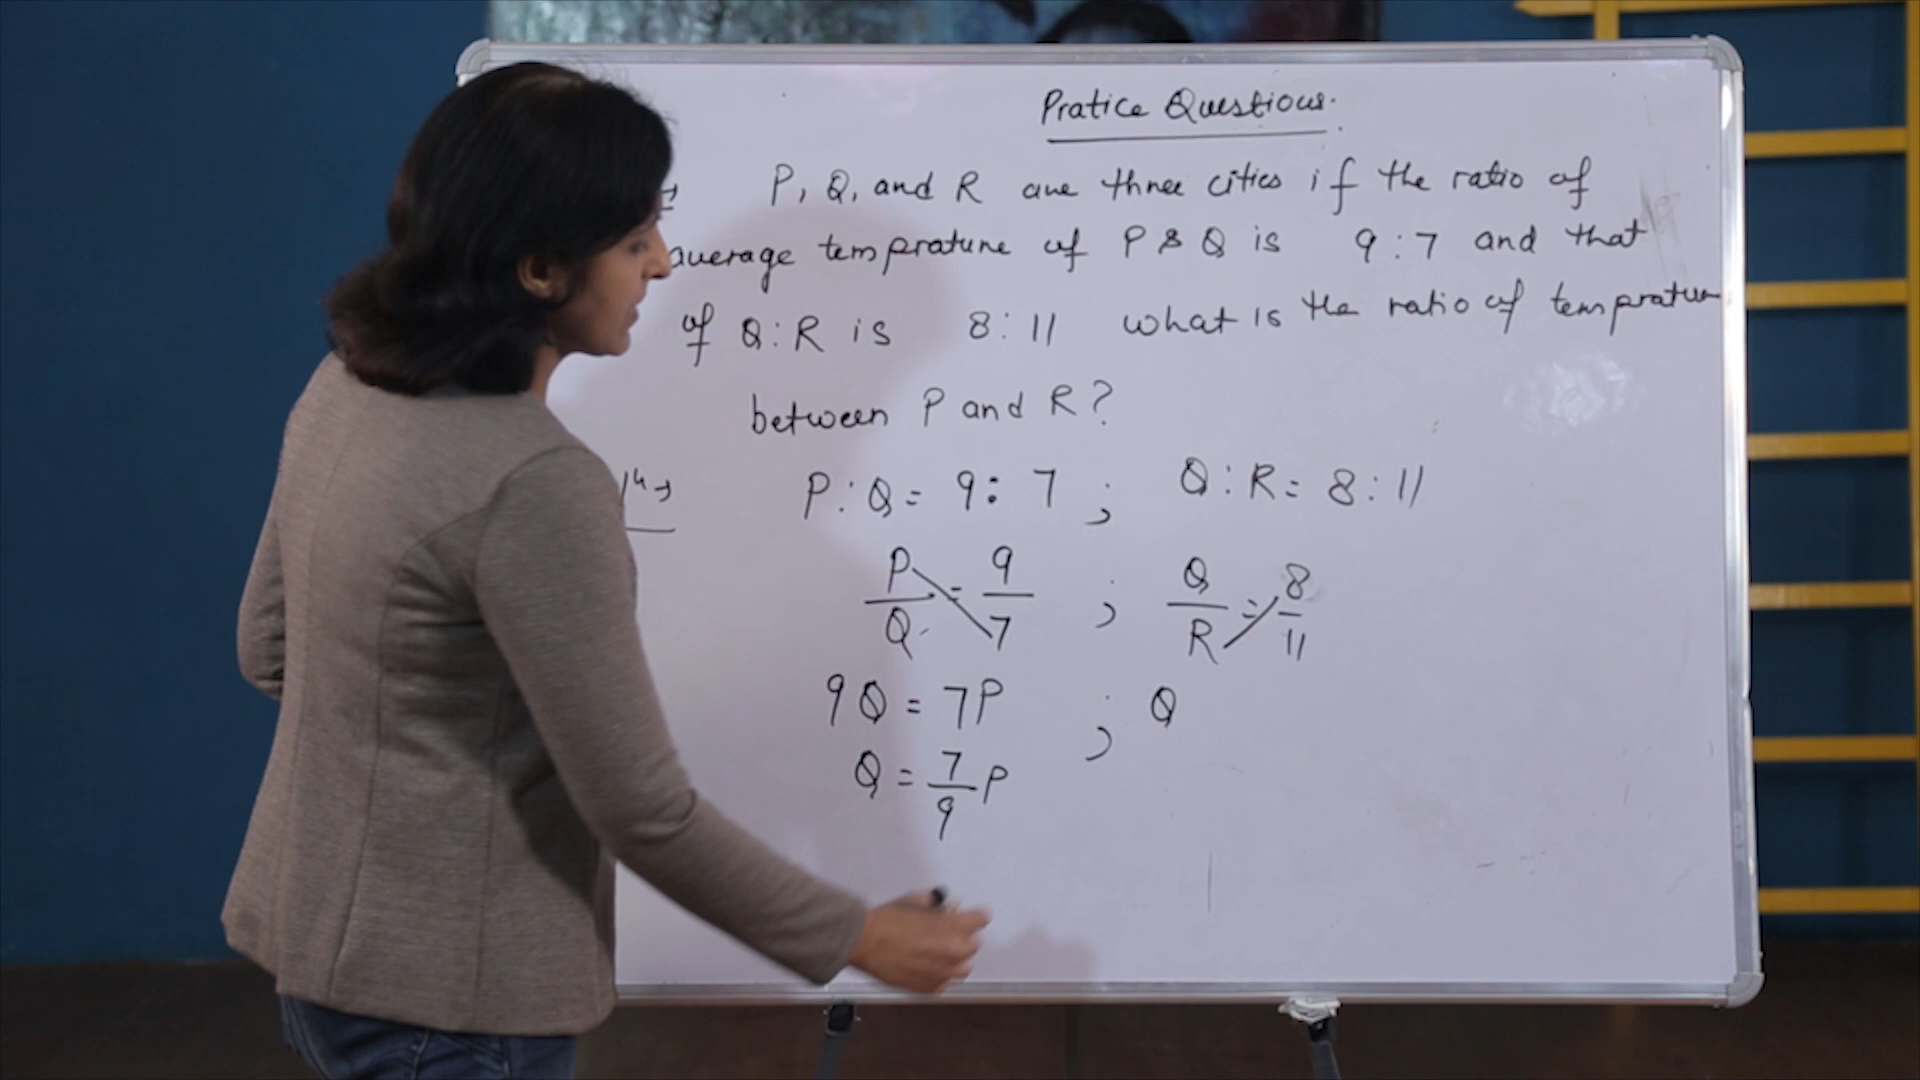 Pratice Questions.
P, Q, and R are three cities if the ratio of
average temprature of P & Q is 9 : 7 and that
of Q : R is 8 : 11 what is the ratio of temprature
between P and R ?
P : Q = 9 : 7 ; Q : R = 8 : 11
P/Q = 9/7 ; Q/R = 8/11
9Q = 7P ; Q
Q = 7/9 P